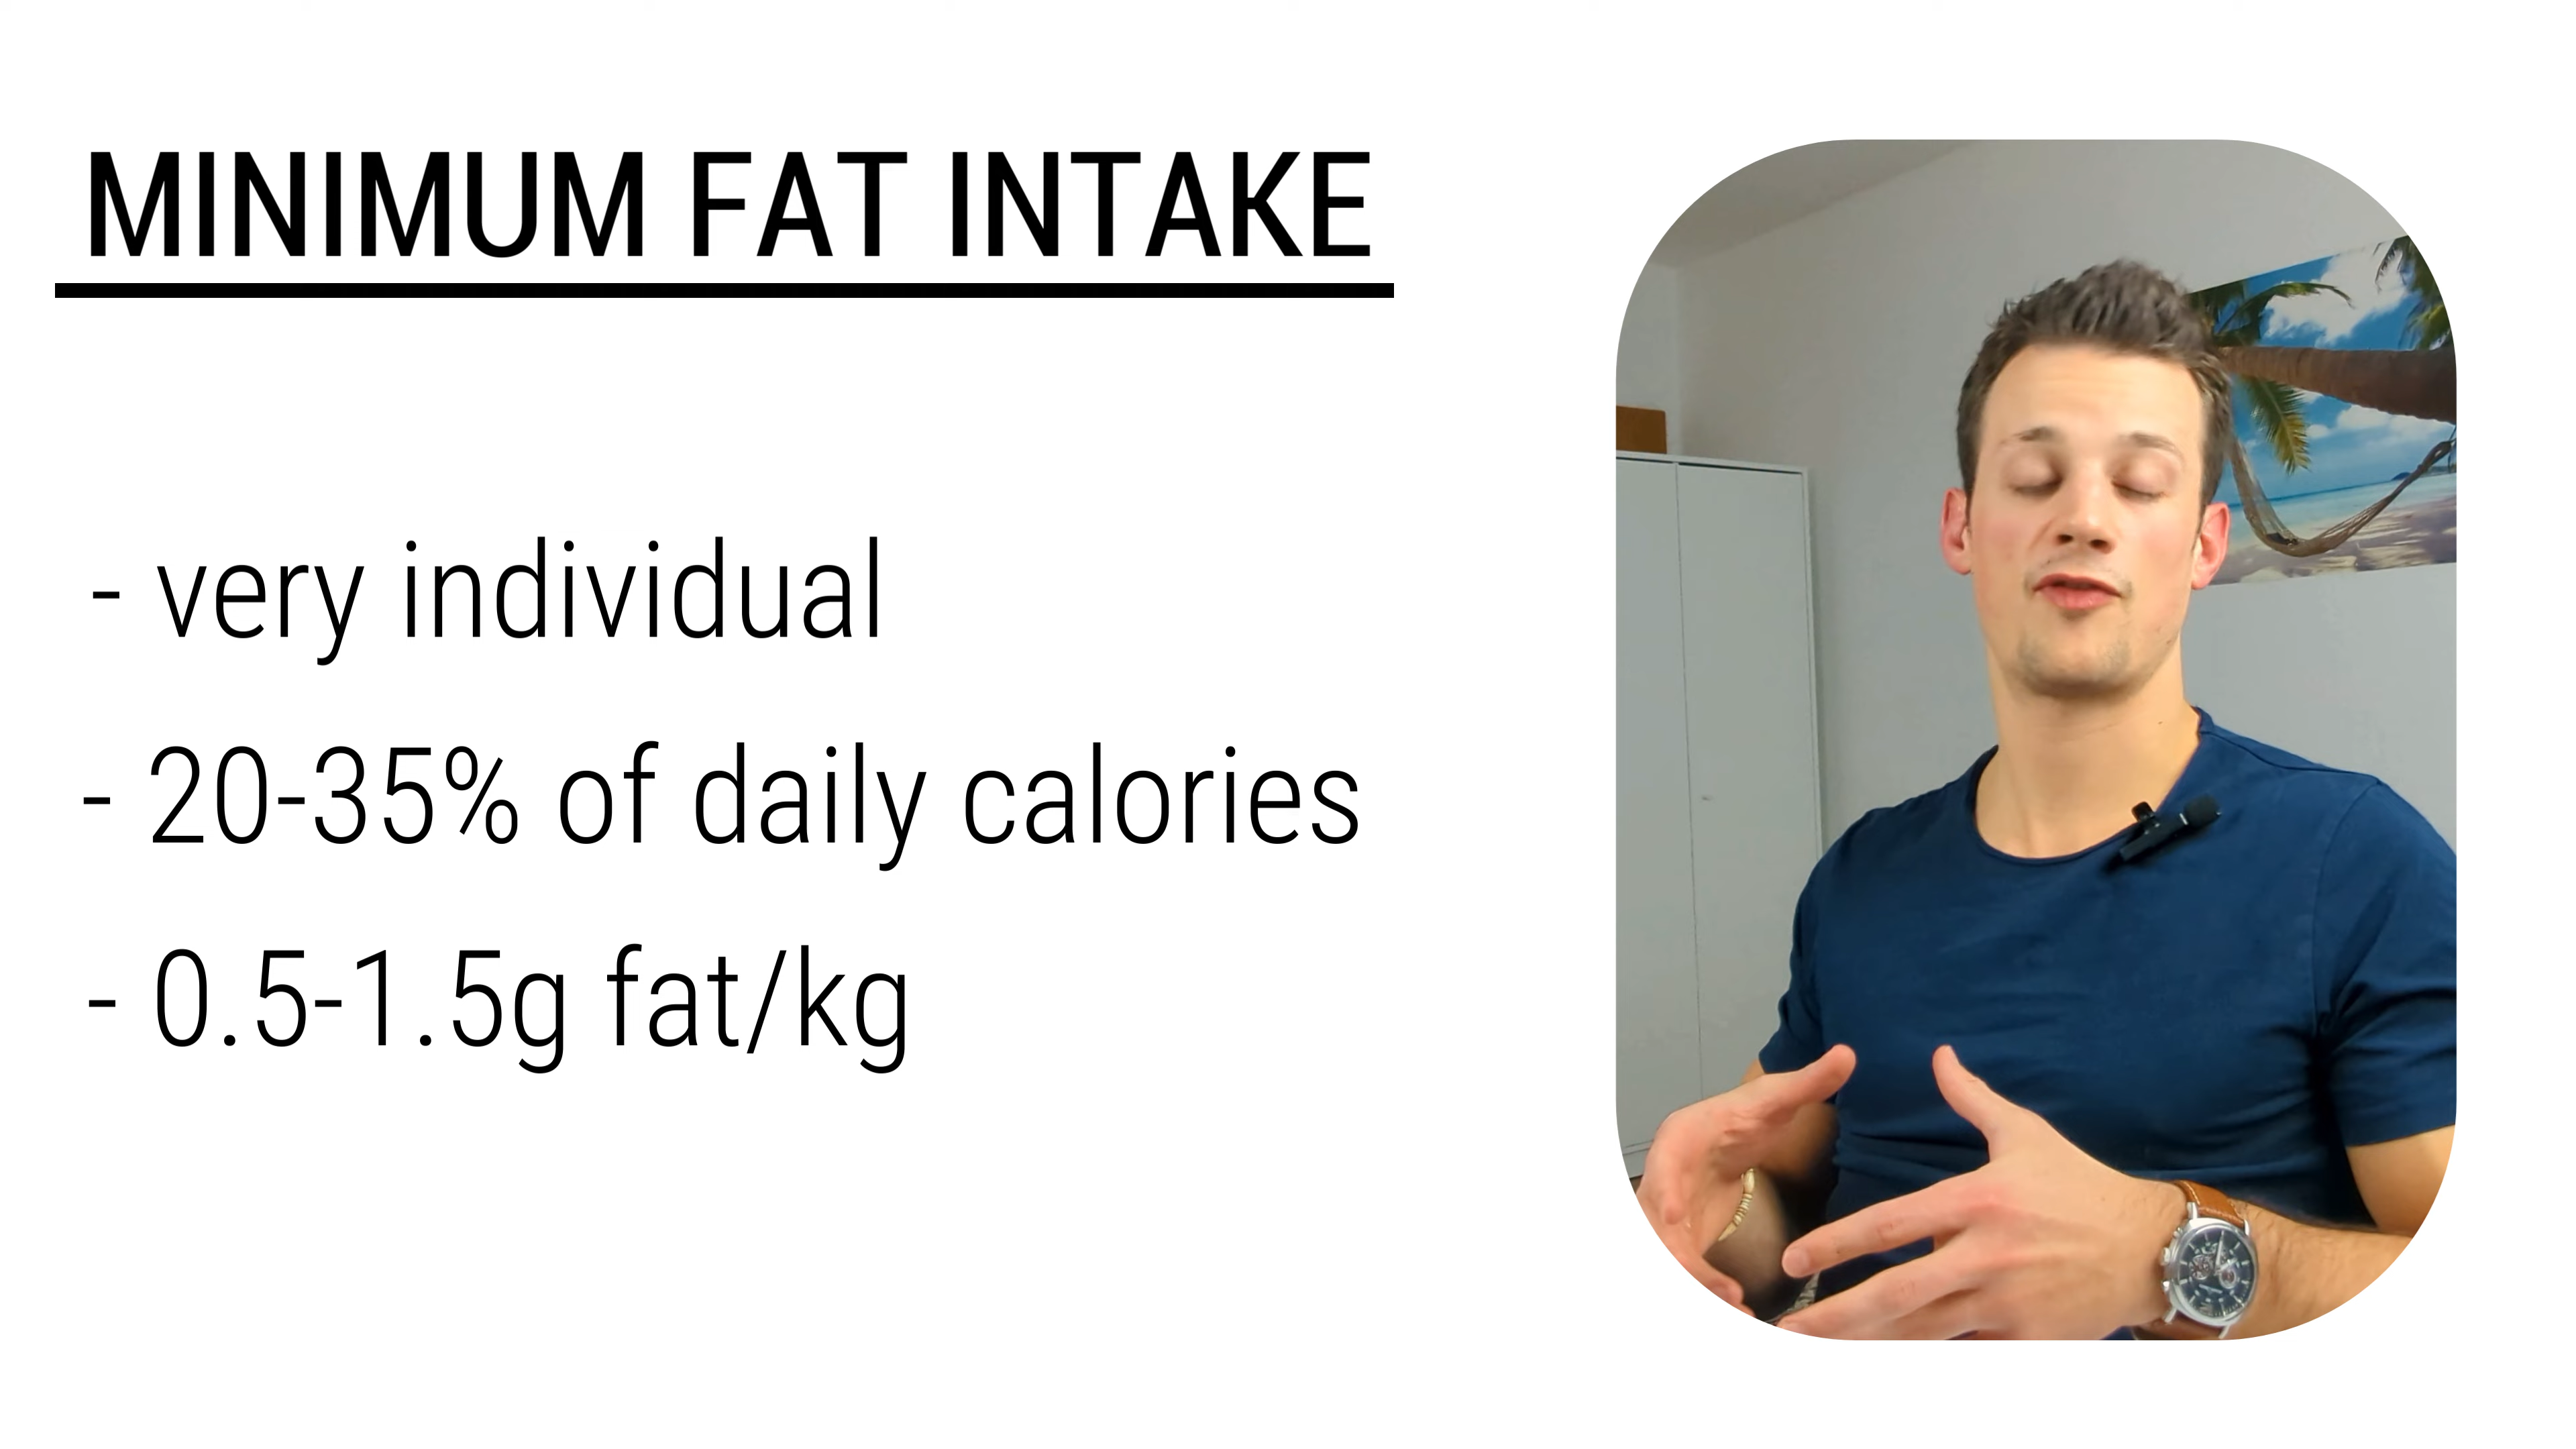 MINIMUM FAT INTAKE
- very individual
- 20-35% of daily calories
- 0.5-1.5g fat/kg